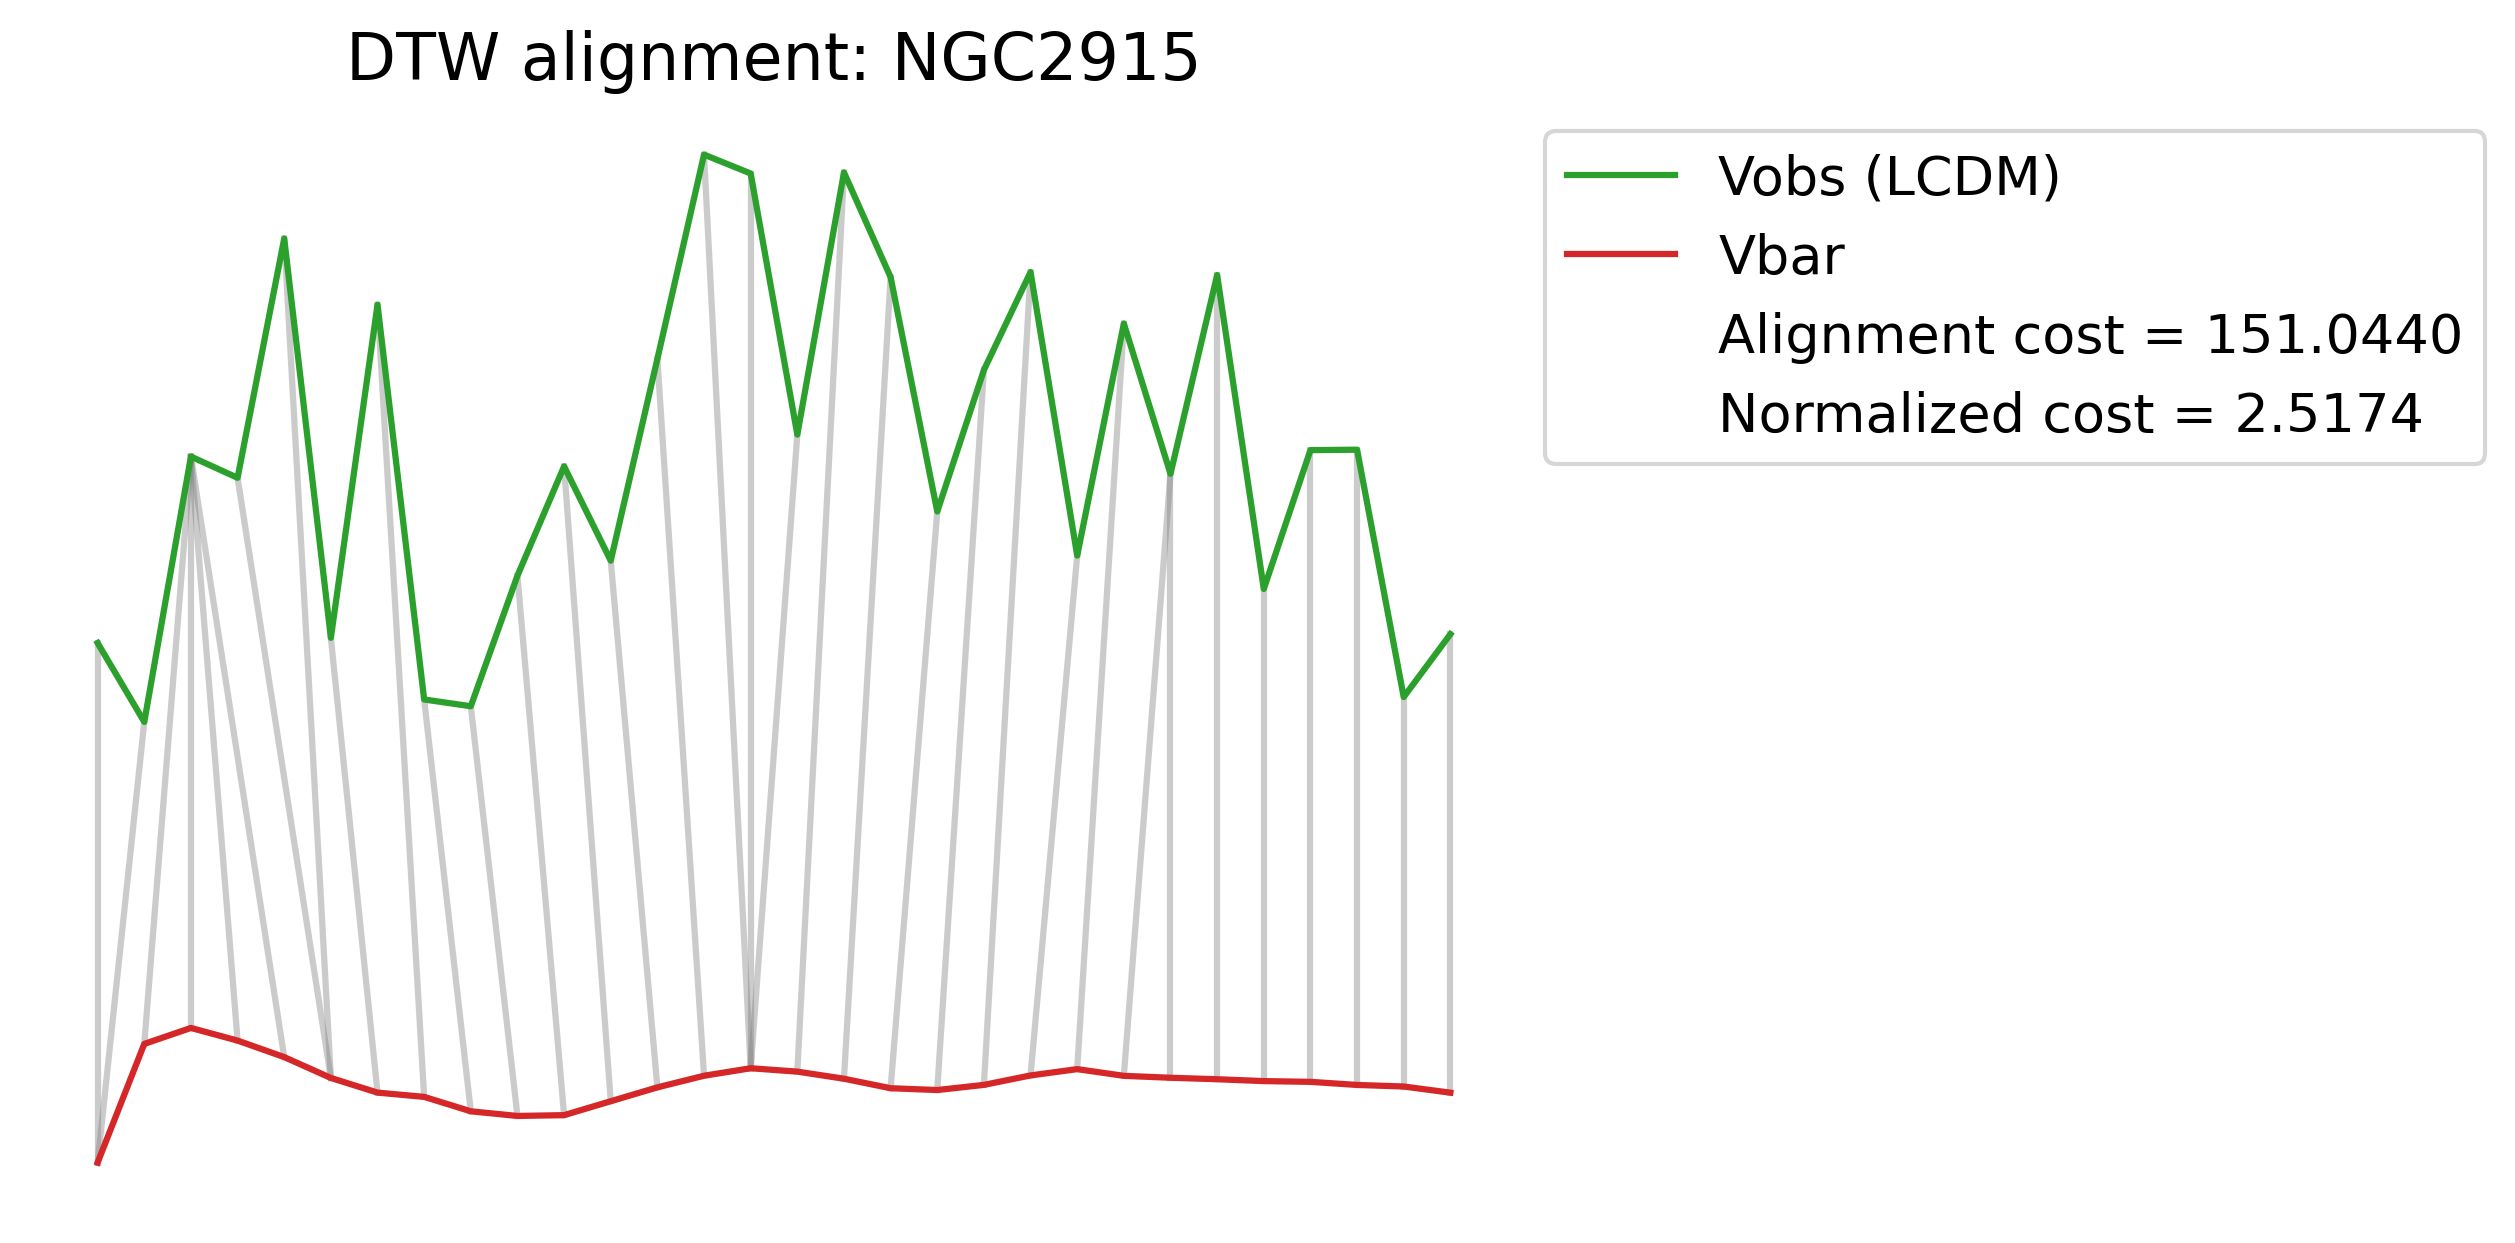 DTW alignment: NGC2915
Vobs (LCDM)
Vbar
Alignment cost = 151.0440
Normalized cost = 2.5174